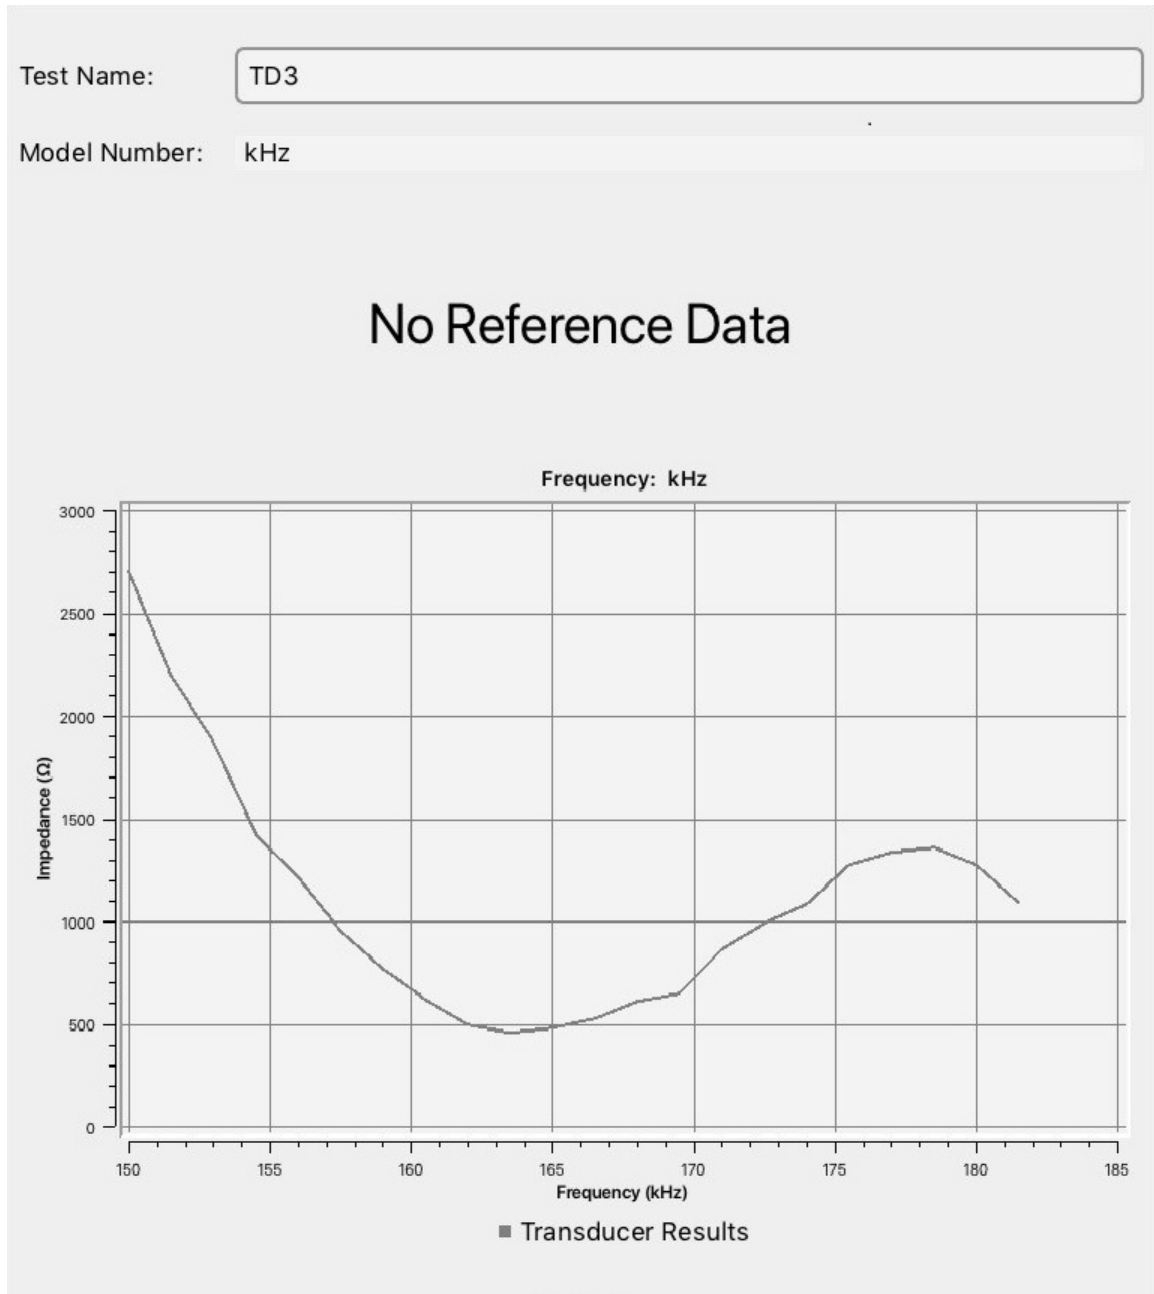 Test Name: TD3
Model Number: kHz
No Reference Data
Frequency: kHz
3000
2500
2000
1500
1000
500
0
Impedance (Ω)
150 155 160 165 170 175 180 185
Frequency (kHz)
Transducer Results